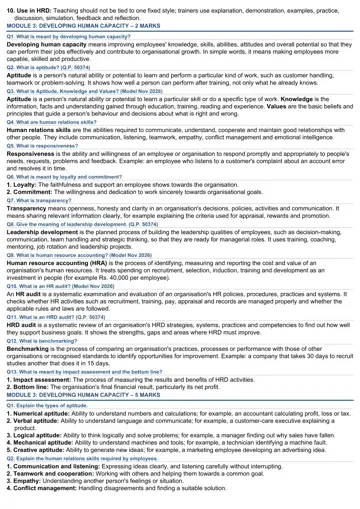 10. Use in HRD: Teaching should not be tied to one fixed style; trainers use explanation, demonstration, examples, practice,
discussion, simulation, feedback and reflection.
MODULE 3: DEVELOPING HUMAN CAPACITY – 2 MARKS
Q1. What is meant by developing human capacity?
Developing human capacity means improving employees' knowledge, skills, abilities, attitudes and overall potential so that they
can perform their jobs effectively and contribute to organisational growth. In simple words, it means making employees more
capable, skilled and productive.
Q2. What is aptitude? (Q.P. 50374)
Aptitude is a person's natural ability or potential to learn and perform a particular kind of work, such as customer handling,
teamwork or problem-solving. It shows how well a person can perform after training, not only what he already knows.
Q3. What is Aptitude, Knowledge and Values? (Model Nov 2026)
Aptitude is a person's natural ability or potential to learn a particular skill or do a specific type of work. Knowledge is the
information, facts and understanding gained through education, training, reading and experience. Values are the basic beliefs and
principles that guide a person's behaviour and decisions about what is right and wrong.
Q4. What are human relations skills?
Human relations skills are the abilities required to communicate, understand, cooperate and maintain good relationships with
other people. They include communication, listening, teamwork, empathy, conflict management and emotional intelligence.
Q5. What is responsiveness?
Responsiveness is the ability and willingness of an employee or organisation to respond promptly and appropriately to people's
needs, requests, problems and feedback. Example: an employee who listens to a customer's complaint about an account error
and resolves it in time.
Q6. What is meant by loyalty and commitment?
1. Loyalty: The faithfulness and support an employee shows towards the organisation.
2. Commitment: The willingness and dedication to work sincerely towards organisational goals.
Q7. What is transparency?
Transparency means openness, honesty and clarity in an organisation's decisions, policies, activities and communication. It
means sharing relevant information clearly, for example explaining the criteria used for appraisal, rewards and promotion.
Q8. Give the meaning of leadership development. (Q.P. 50374)
Leadership development is the planned process of building the leadership qualities of employees, such as decision-making,
communication, team handling and strategic thinking, so that they are ready for managerial roles. It uses training, coaching,
mentoring, job rotation and leadership projects.
Q9. What is human resource accounting? (Model Nov 2026)
Human resource accounting (HRA) is the process of identifying, measuring and reporting the cost and value of an
organisation's human resources. It treats spending on recruitment, selection, induction, training and development as an
investment in people (for example Rs. 40,000 per employee).
Q10. What is an HR audit? (Model Nov 2026)
An HR audit is a systematic examination and evaluation of an organisation's HR policies, procedures, practices and systems. It
checks whether HR activities such as recruitment, training, pay, appraisal and records are managed properly and whether the
applicable rules and laws are followed.
Q11. What is an HRD audit? (Q.P. 50374)
HRD audit is a systematic review of an organisation's HRD strategies, systems, practices and competencies to find out how well
they support business goals. It shows the strengths, gaps and areas where HRD must improve.
Q12. What is benchmarking?
Benchmarking is the process of comparing an organisation's practices, processes or performance with those of other
organisations or recognised standards to identify opportunities for improvement. Example: a company that takes 30 days to recruit
studies another that does it in 15 days.
Q13. What is meant by impact assessment and the bottom line?
1. Impact assessment: The process of measuring the results and benefits of HRD activities.
2. Bottom line: The organisation's final financial result, particularly its net profit.
MODULE 3: DEVELOPING HUMAN CAPACITY – 5 MARKS
Q1. Explain the types of aptitude.
1. Numerical aptitude: Ability to understand numbers and calculations; for example, an accountant calculating profit, loss or tax.
2. Verbal aptitude: Ability to understand language and communicate; for example, a customer-care executive explaining a
product.
3. Logical aptitude: Ability to think logically and solve problems; for example, a manager finding out why sales have fallen.
4. Mechanical aptitude: Ability to understand machines and tools; for example, a technician identifying a machine fault.
5. Creative aptitude: Ability to generate new ideas; for example, a marketing employee developing an advertising idea.
Q2. Explain the human relations skills required by employees.
1. Communication and listening: Expressing ideas clearly, and listening carefully without interrupting.
2. Teamwork and cooperation: Working with others and helping them towards a common goal.
3. Empathy: Understanding another person's feelings or situation.
4. Conflict management: Handling disagreements and finding a suitable solution.